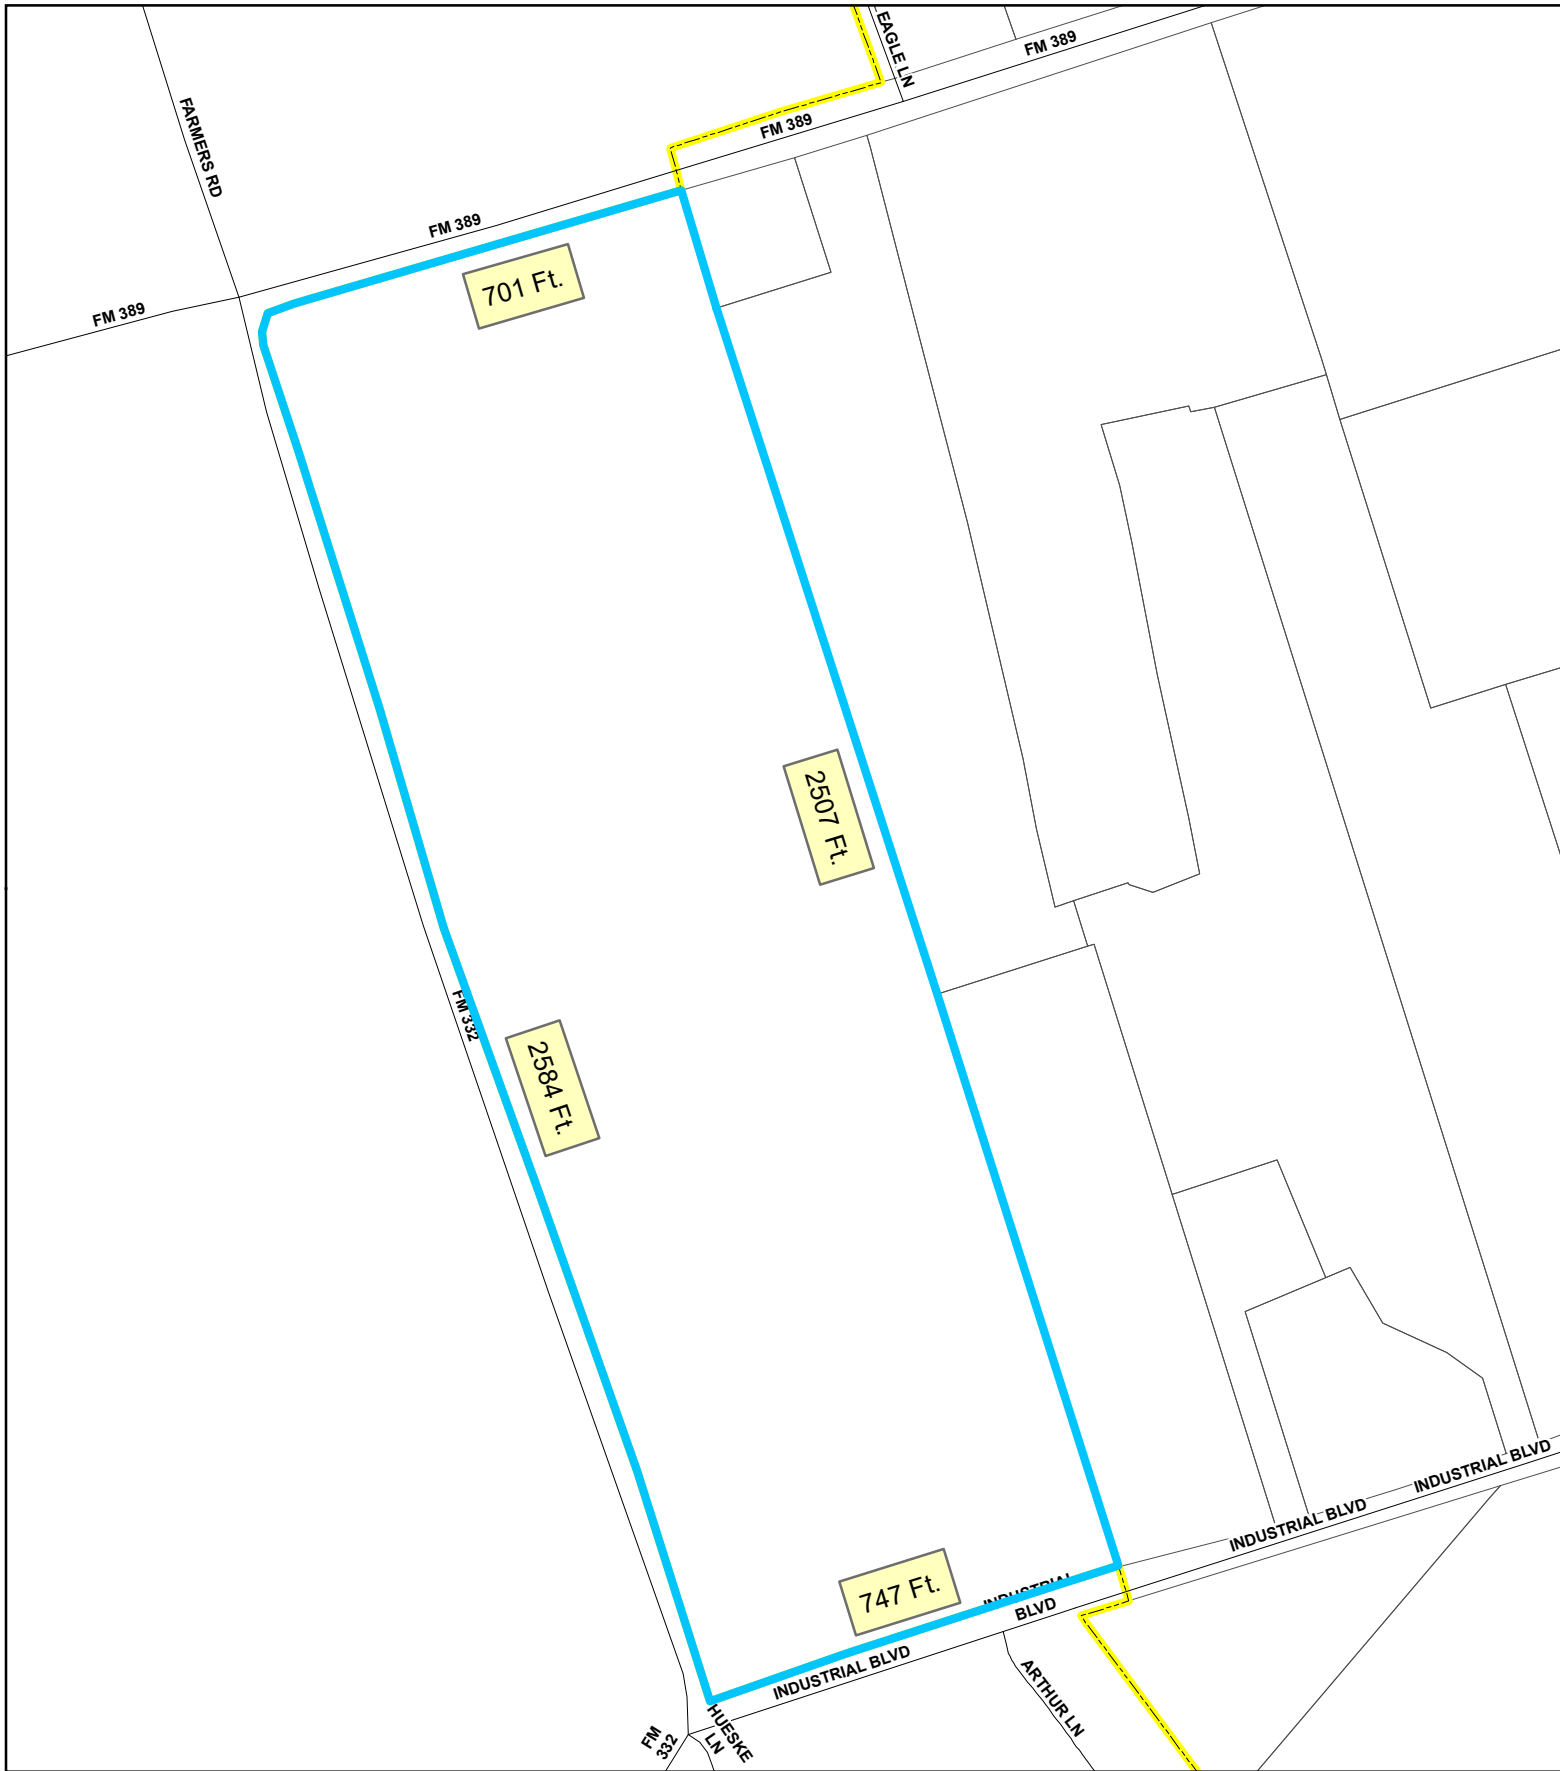 EAGLE LN
FM 389
FARMERS RD
FM 389
FM 389
701 Ft.
FM 389
2507 Ft.
FM 332
2584 Ft.
INDUSTRIAL BLVD
INDUSTRIAL BLVD
747 Ft.
INDUSTRIAL
BLVD
INDUSTRIAL BLVD
ARTHUR LN
HUESKE
LN
FM
332